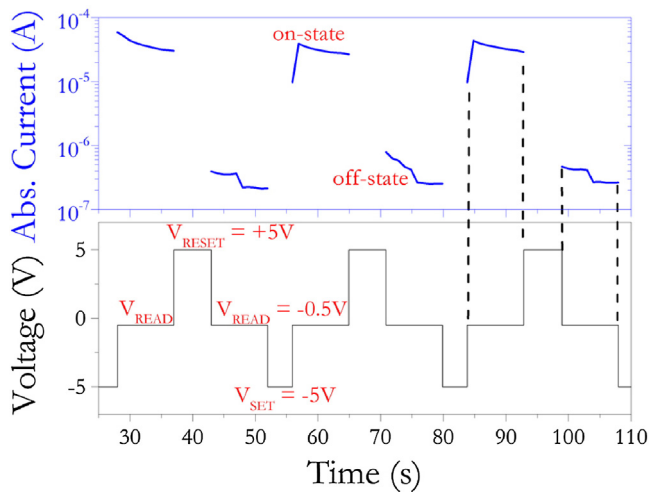 Abs. Current (A)
10⁻⁴
10⁻⁵
10⁻⁶
10⁻⁷
on-state
off-state
Voltage (V)
5
0
-5
V_RESET = +5V
V_READ
V_READ = -0.5V
V_SET = -5V
30 40 50 60 70 80 90 100 110
Time (s)